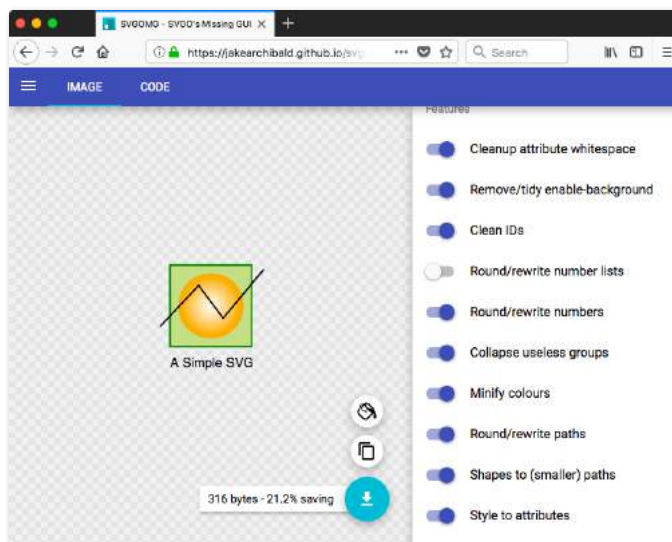 SVGOMG - SVGO's Missing GUI
https://jakearchibald.github.io/svg
Search
IMAGE
CODE
Features
Cleanup attribute whitespace
Remove/tidy enable-background
Clean IDs
Round/rewrite number lists
Round/rewrite numbers
Collapse useless groups
Minify colours
Round/rewrite paths
Shapes to (smaller) paths
Style to attributes
A Simple SVG
316 bytes - 21.2% saving